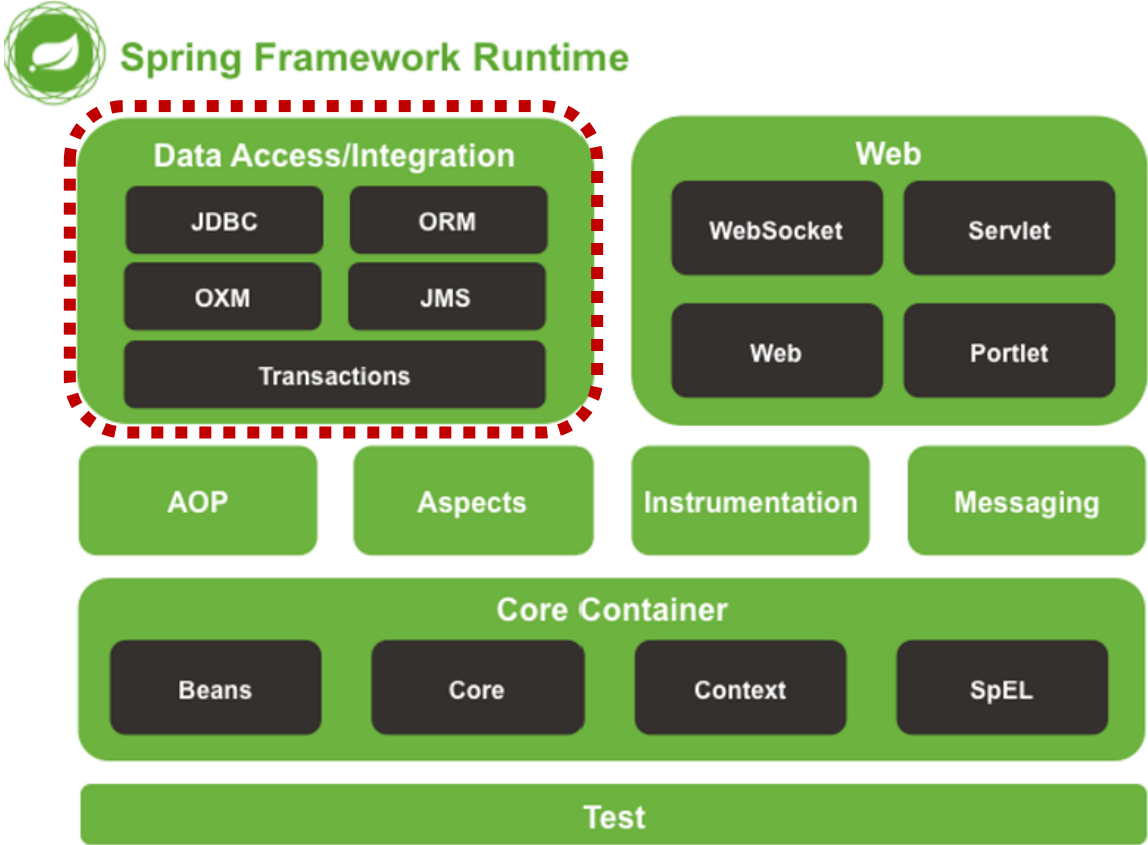 Spring Framework Runtime
Data Access/Integration
JDBC
ORM
OXM
JMS
Transactions
Web
WebSocket
Servlet
Web
Portlet
AOP
Aspects
Instrumentation
Messaging
Core Container
Beans
Core
Context
SpEL
Test